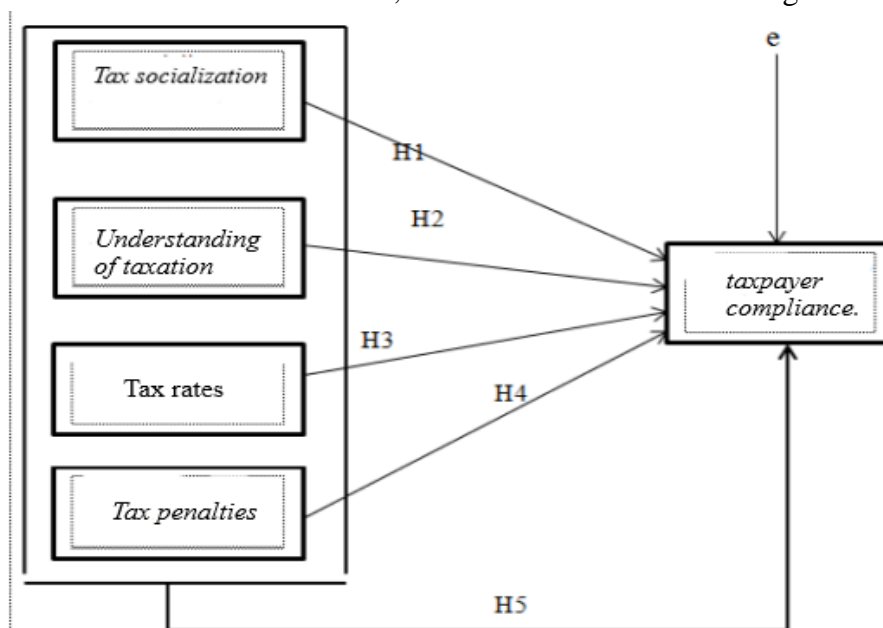 e
Tax socialization
H1
H2
Understanding
of taxation
taxpayer
compliance.
H3
Tax rates
H4
Tax penalties
H5